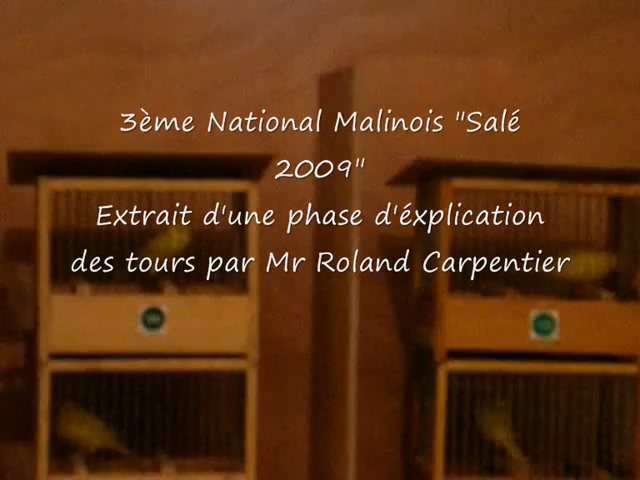 3ème National Malinois "Salé
2009"
Extrait d'une phase d'éxplication
des tours par Mr Roland Carpentier